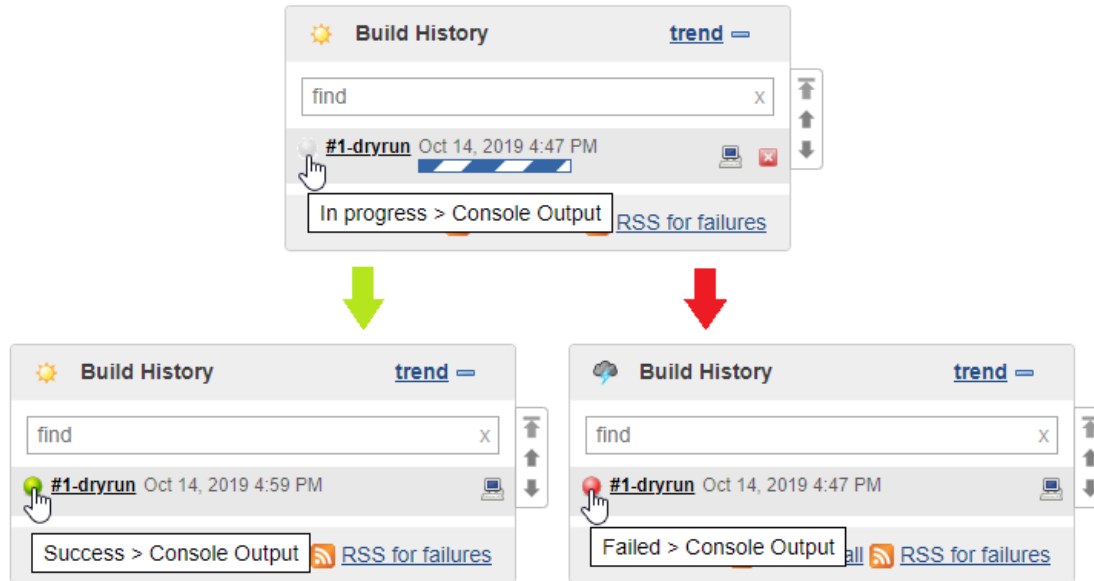 Build History trend
find x
#1-dryrun Oct 14, 2019 4:47 PM
In progress > Console Output RSS for failures
Build History trend
find x
#1-dryrun Oct 14, 2019 4:59 PM
Success > Console Output RSS for failures
Build History trend
find x
#1-dryrun Oct 14, 2019 4:47 PM
Failed > Console Output all RSS for failures